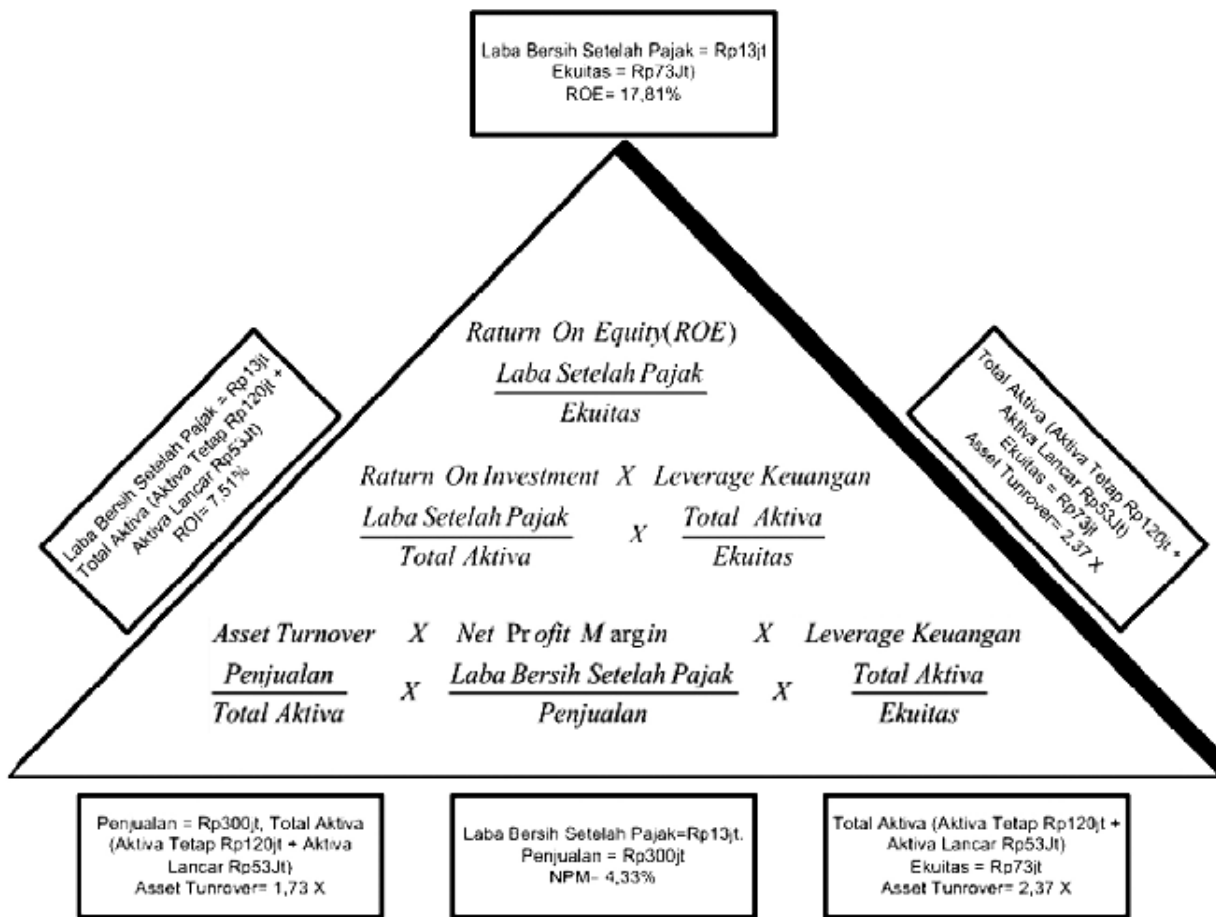 Laba Bersih Setelah Pajak = Rp13jt
Ekuitas = Rp73Jt)
ROE= 17,81%
Raturn On Equity(ROE)
Laba Setelah Pajak
Ekuitas
Laba Bersih Setelah Pajak = Rp13jt
Total Aktiva (Aktiva Tetap Rp120jt +
Aktiva Lancar Rp53Jt)
ROI= 7,51%
Total Aktiva (Aktiva Tetap Rp120jt +
Aktiva Lancar Rp53Jt)
Ekuitas = Rp73jt
Asset Tunrover= 2,37 X
Raturn On Investment X Leverage Keuangan
Laba Setelah Pajak X Total Aktiva
Total Aktiva Ekuitas
Asset Turnover X Net Profit Margin X Leverage Keuangan
Penjualan X Laba Bersih Setelah Pajak X Total Aktiva
Total Aktiva Penjualan Ekuitas
Penjualan = Rp300jt, Total Aktiva
(Aktiva Tetap Rp120jt + Aktiva
Lancar Rp53Jt)
Asset Tunrover= 1,73 X
Laba Bersih Setelah Pajak=Rp13jt.
Penjualan = Rp300jt
NPM= 4,33%
Total Aktiva (Aktiva Tetap Rp120jt +
Aktiva Lancar Rp53Jt)
Ekuitas = Rp73jt
Asset Tunrover= 2,37 X